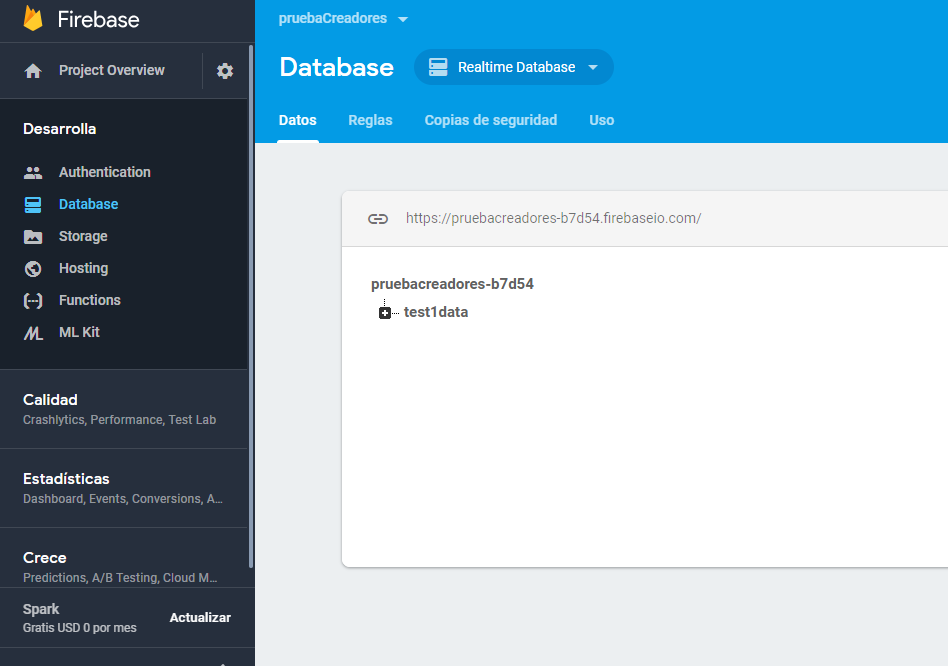 Firebase
Project Overview
Desarrolla
Authentication
Database
Storage
Hosting
Functions
ML Kit
Calidad
Crashlytics, Performance, Test Lab
Estadísticas
Dashboard, Events, Conversions, A...
Crece
Predictions, A/B Testing, Cloud M...
Spark
Gratis USD 0 por mes
Actualizar
pruebaCreadores
Database
Realtime Database
Datos
Reglas
Copias de seguridad
Uso
https://pruebacreadores-b7d54.firebaseio.com/
pruebacreadores-b7d54
test1data